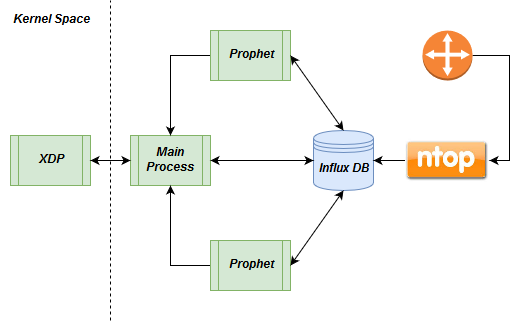 Kernel Space
Prophet
XDP
Main
Process
Influx DB
ntop
Prophet